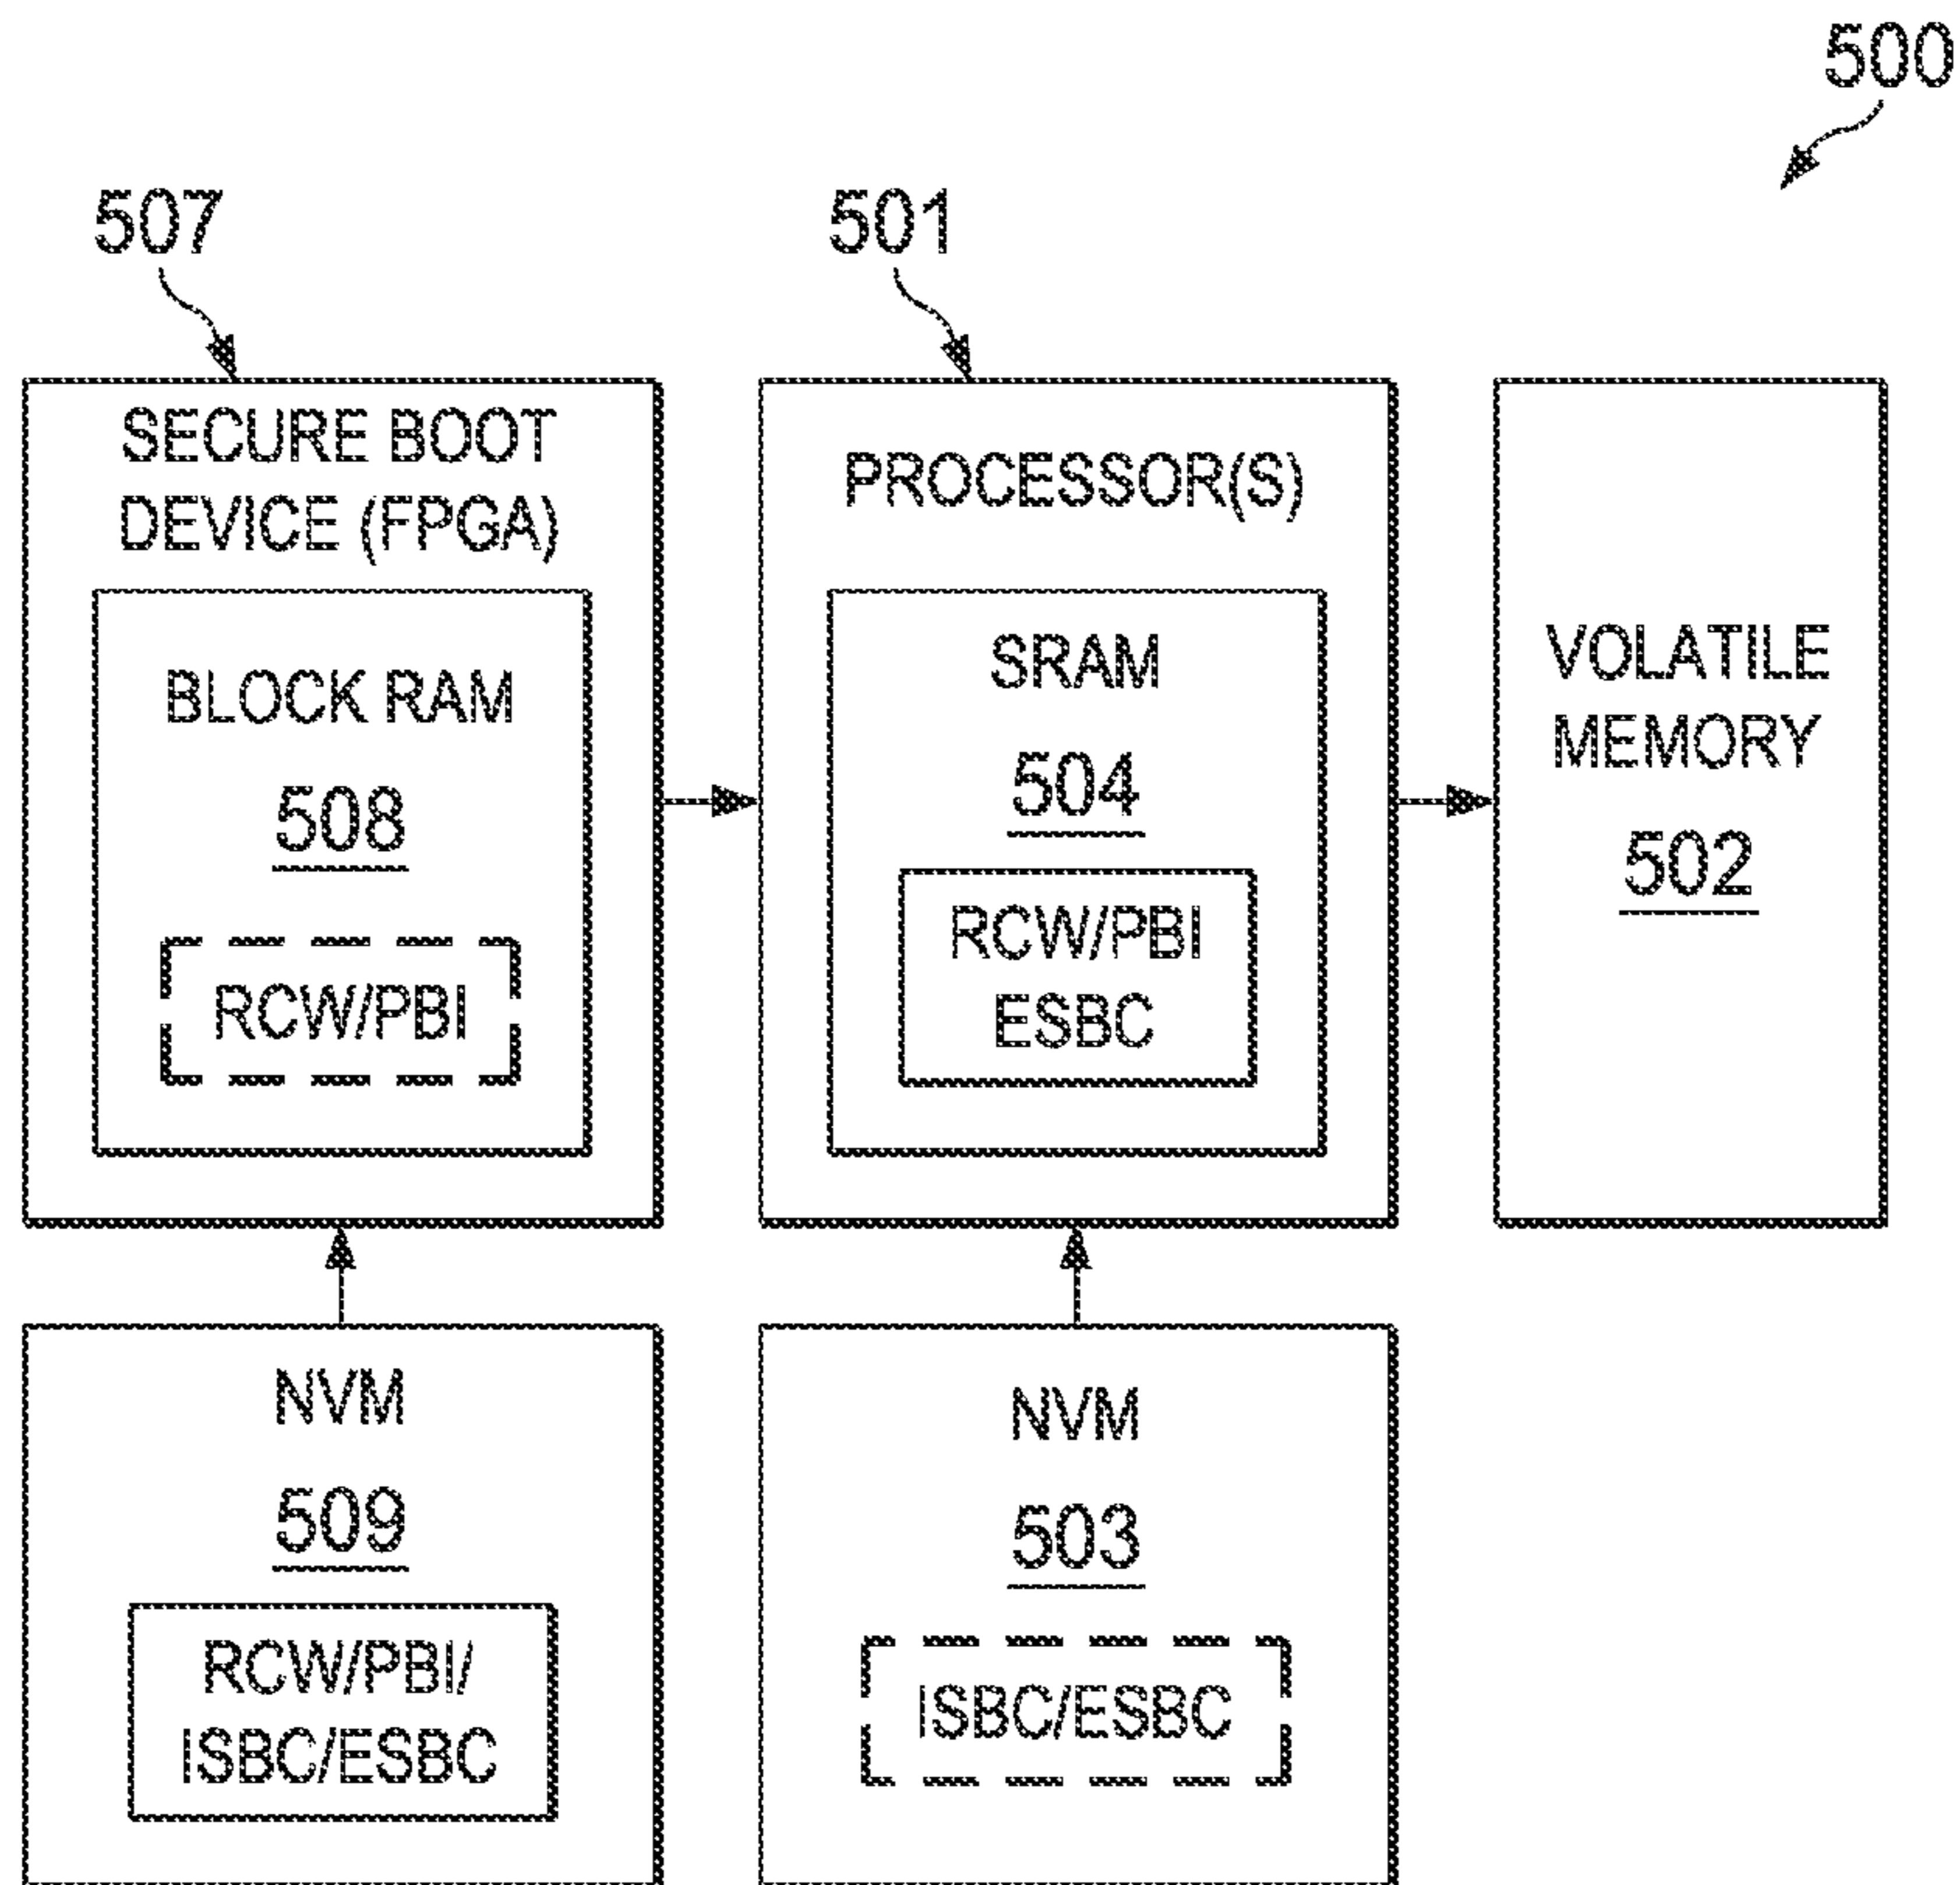 500
507
501
SECURE BOOT
DEVICE (FPGA)
BLOCK RAM
508
RCW/PBI
PROCESSOR(S)
SRAM
504
RCW/PBI
ESBC
VOLATILE
MEMORY
502
NVM
509
RCW/PBI/
ISBC/ESBC
NVM
503
ISBC/ESBC